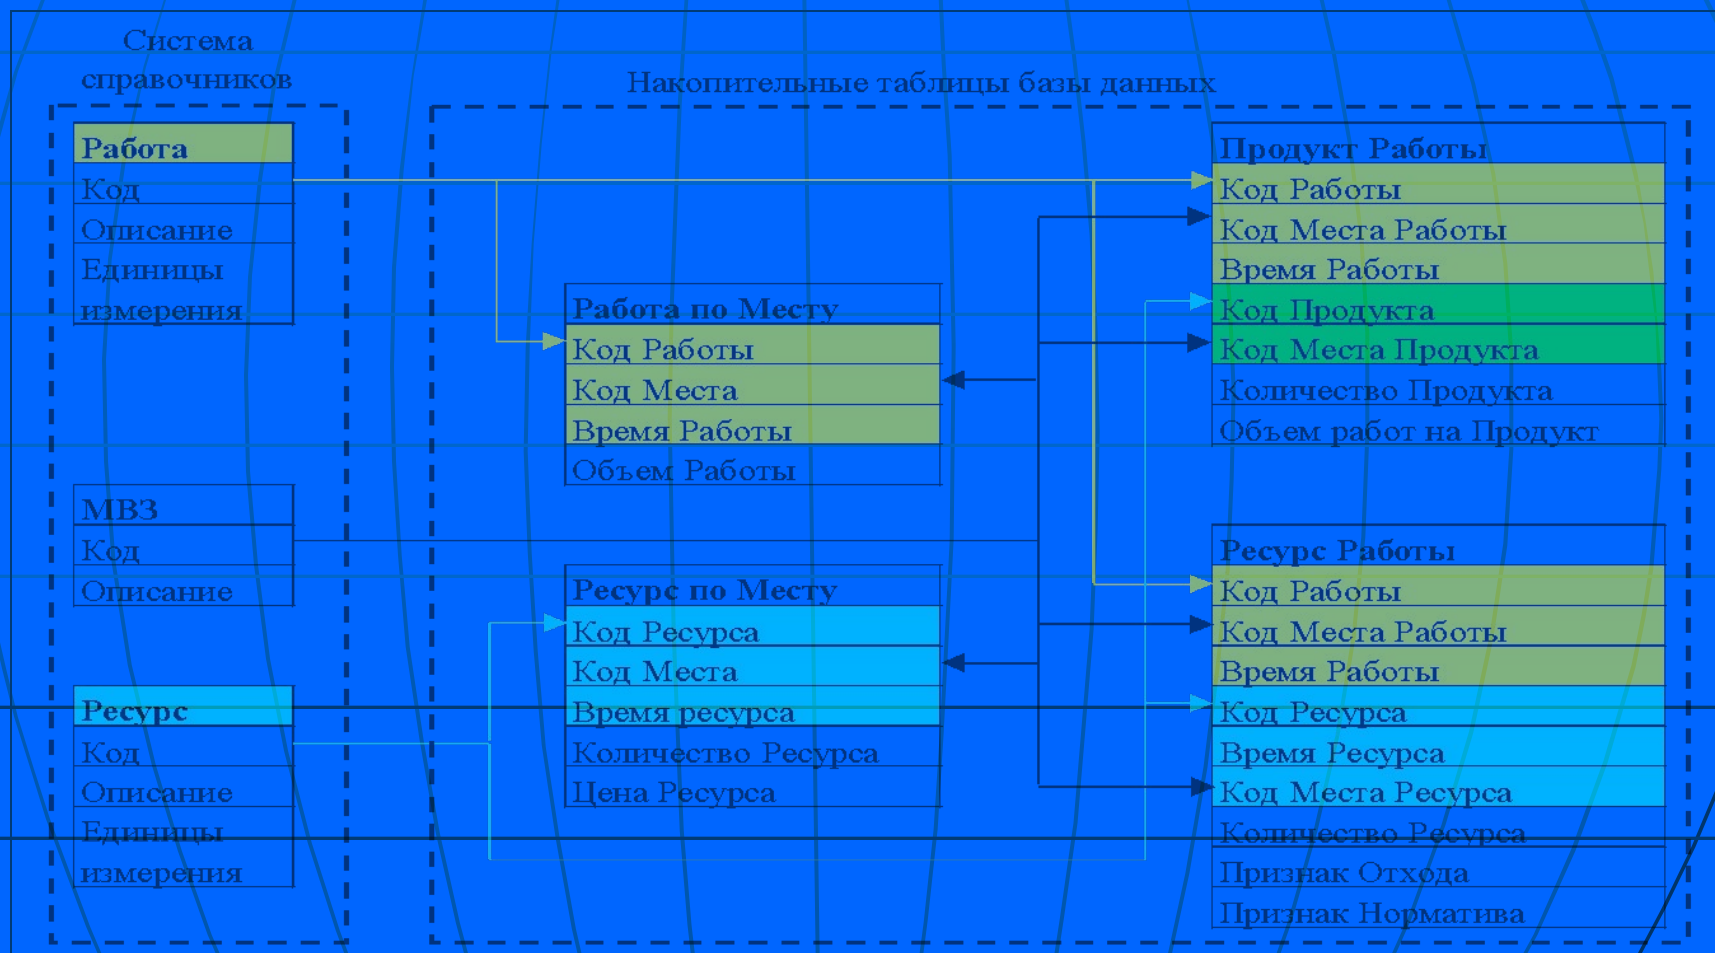 Система
справочников
Накопительные таблицы базы данных
Работа
Код
Описание
Единицы
измерения
МВЗ
Код
Описание
Ресурс
Код
Описание
Единицы
измерения
Работа по Месту
Код Работы
Код Места
Время Работы
Объем Работы
Ресурс по Месту
Код Ресурса
Код Места
Время ресурса
Количество Ресурса
Цена Ресурса
Продукт Работы
Код Работы
Код Места Работы
Время Работы
Код Продукта
Код Места Продукта
Количество Продукта
Объем работ на Продукт
Ресурс Работы
Код Работы
Код Места Работы
Время Работы
Код Ресурса
Время Ресурса
Код Места Ресурса
Количество Ресурса
Признак Отхода
Признак Норматива